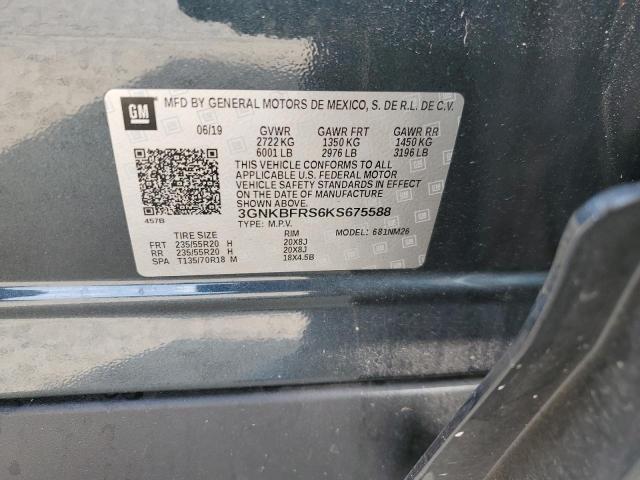 GM
MFD BY GENERAL MOTORS DE MEXICO, S. DE R.L. DE C.V.
06/19 GVWR GAWR FRT GAWR RR
2722 KG 1350 KG 1450 KG
6001 LB 2976 LB 3196 LB
THIS VEHICLE CONFORMS TO ALL
APPLICABLE U.S. FEDERAL MOTOR
VEHICLE SAFETY STANDARDS IN EFFECT
ON THE DATE OF MANUFACTURE
SHOWN ABOVE.
3GNKBFRS6KS675588
457B TYPE: M.P.V.
TIRE SIZE RIM MODEL: 681NM26
FRT 235/55R20 H 20X8J
RR 235/55R20 H 20X8J
SPA T135/70R18 M 18X4.5B